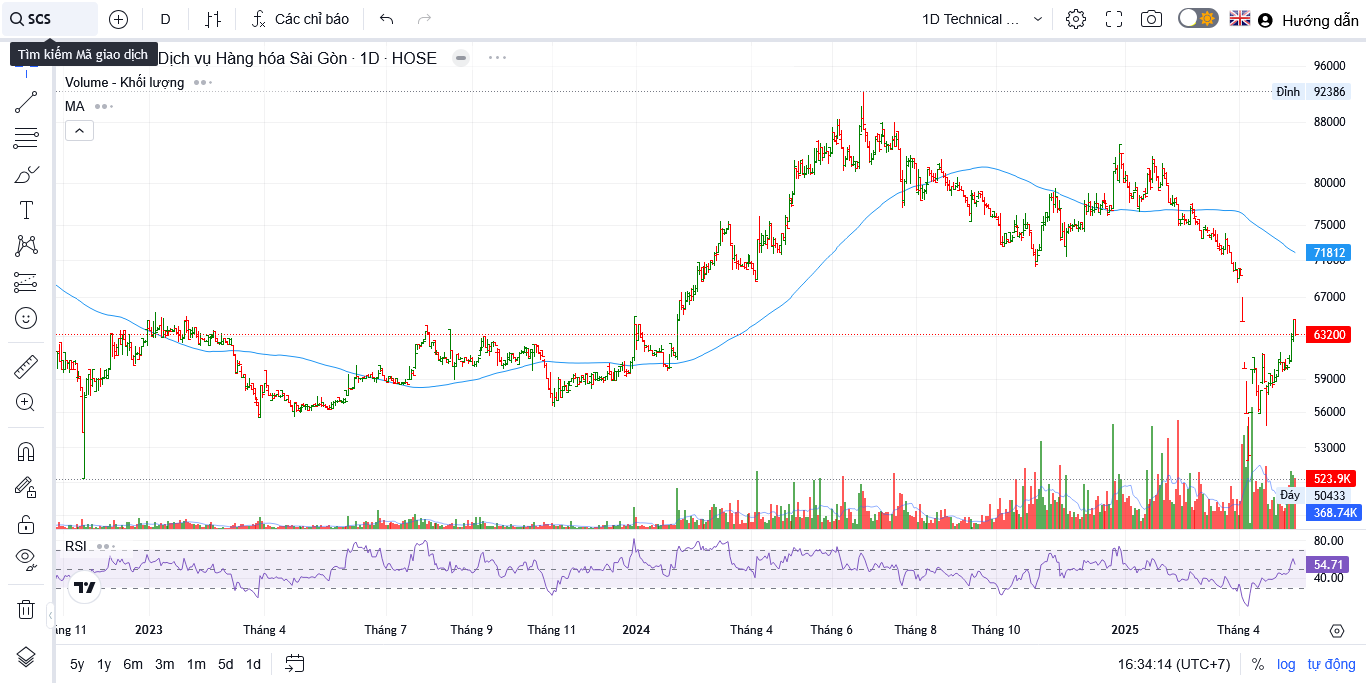 SCS D Các chỉ báo 1D Technical ... Hướng dẫn
Tìm kiếm Mã giao dịch
Dịch vụ Hàng hóa Sài Gòn · 1D · HOSE
Volume - Khối lượng
MA
96000
Đỉnh 92386
88000
80000
75000
71812
71000
67000
63200
59000
56000
53000
523.9K
Đáy 50433
368.74K
RSI
80.00
54.71
40.00
ng 11 2023 Tháng 4 Tháng 7 Tháng 9 Tháng 11 2024 Tháng 4 Tháng 6 Tháng 8 Tháng 10 2025 Tháng 4
5y 1y 6m 3m 1m 5d 1d 16:34:14 (UTC+7) % log tự động